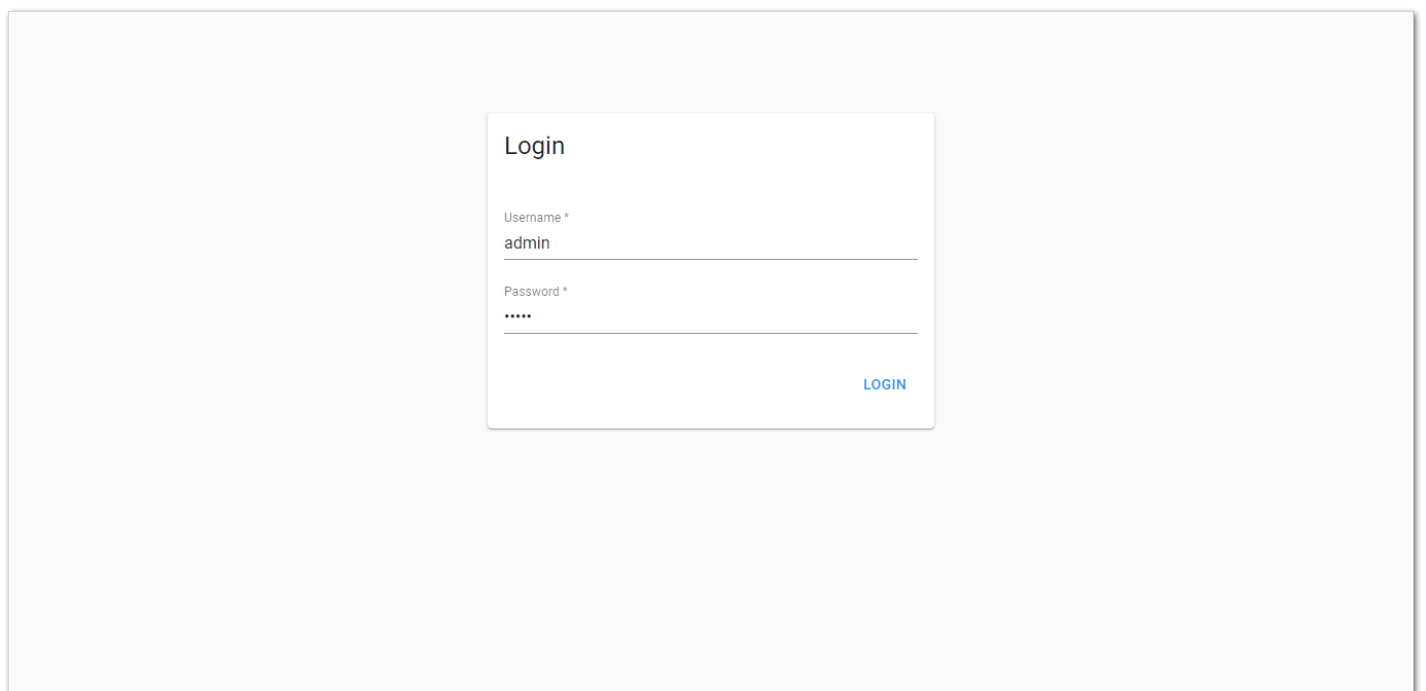 Login
Username *
admin
Password *
•••••
LOGIN